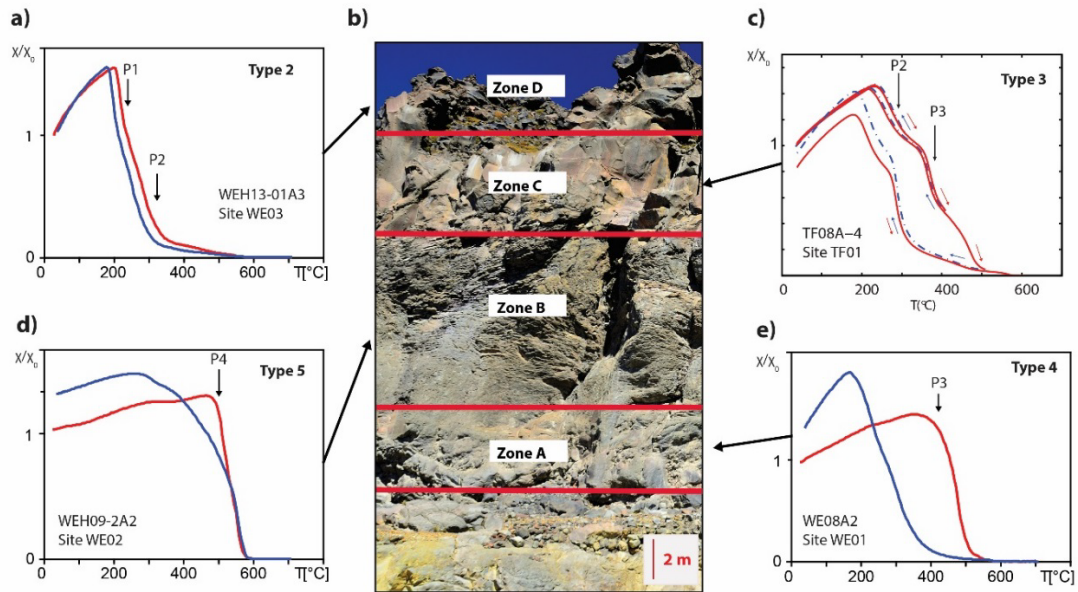 a)
χ/χ₀
Type 2
P1
P2
1
WEH13-01A3
Site WE03
0
0 200 400 600 T[°C]
b)
Zone D
Zone C
Zone B
Zone A
2 m
c)
χ/χ₀
Type 3
P2
P3
1
TF08A–4
Site TF01
0 200 400 600
T(°C)
d)
χ/χ₀
P4
Type 5
1
WEH09-2A2
Site WE02
0
0 200 400 600 T[°C]
e)
χ/χ₀
P3
Type 4
1
WE08A2
Site WE01
0
0 200 400 600 T[°C]